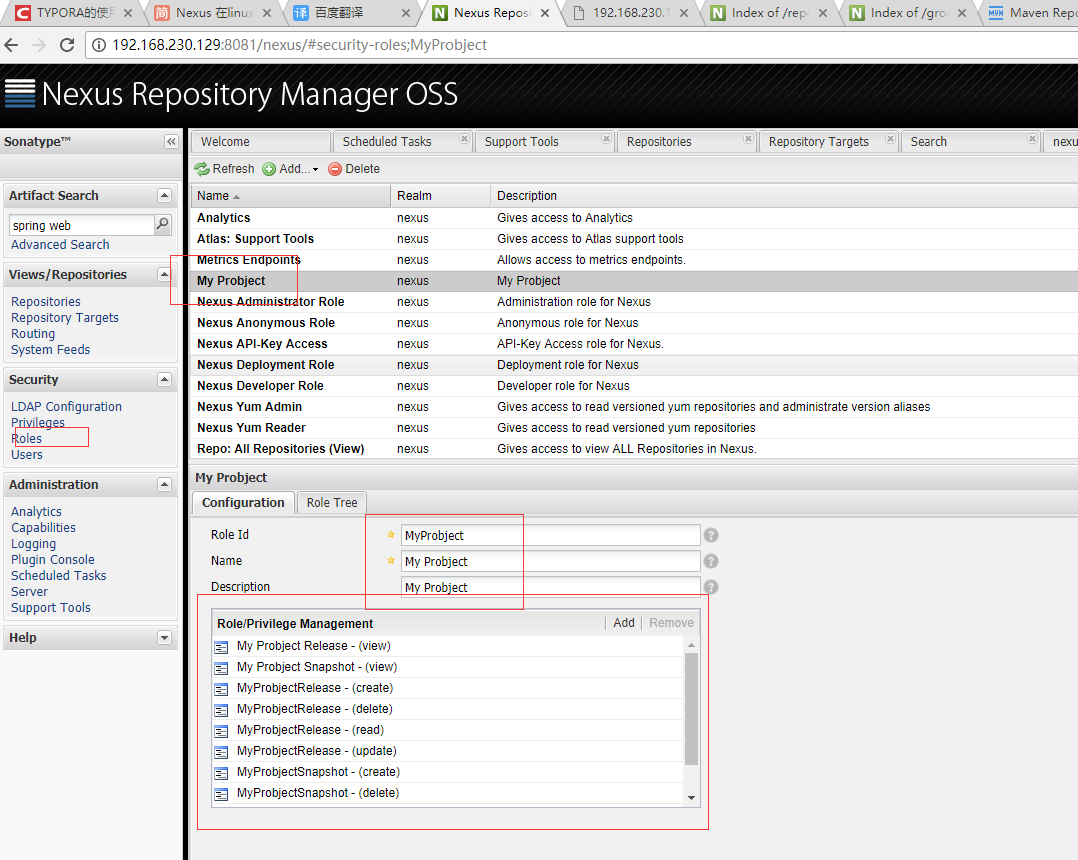 TYPORA的使用
Nexus 在linux
百度翻译
Nexus Reposi
192.168.230.1
Index of /repo
Index of /grou
Maven Repo
192.168.230.129:8081/nexus/#security-roles;MyProbject
Nexus Repository Manager OSS
Sonatype™
Artifact Search
spring web
Advanced Search
Views/Repositories
Repositories
Repository Targets
Routing
System Feeds
Security
LDAP Configuration
Privileges
Roles
Users
Administration
Analytics
Capabilities
Logging
Plugin Console
Scheduled Tasks
Server
Support Tools
Help
Welcome Scheduled Tasks Support Tools Repositories Repository Targets Search nexu
Refresh Add... Delete
Name Realm Description
Analytics nexus Gives access to Analytics
Atlas: Support Tools nexus Gives access to Atlas support tools
Metrics Endpoints nexus Allows access to metrics endpoints.
My Probject nexus My Probject
Nexus Administrator Role nexus Administration role for Nexus
Nexus Anonymous Role nexus Anonymous role for Nexus
Nexus API-Key Access nexus API-Key Access role for Nexus.
Nexus Deployment Role nexus Deployment role for Nexus
Nexus Developer Role nexus Developer role for Nexus
Nexus Yum Admin nexus Gives access to read versioned yum repositories and administrate version aliases
Nexus Yum Reader nexus Gives access to read versioned yum repositories
Repo: All Repositories (View) nexus Gives access to view ALL Repositories in Nexus.
My Probject
Configuration Role Tree
Role Id MyProbject
Name My Probject
Description My Probject
Role/Privilege Management Add Remove
My Probject Release - (view)
My Probject Snapshot - (view)
MyProbjectRelease - (create)
MyProbjectRelease - (delete)
MyProbjectRelease - (read)
MyProbjectRelease - (update)
MyProbjectSnapshot - (create)
MyProbjectSnapshot - (delete)